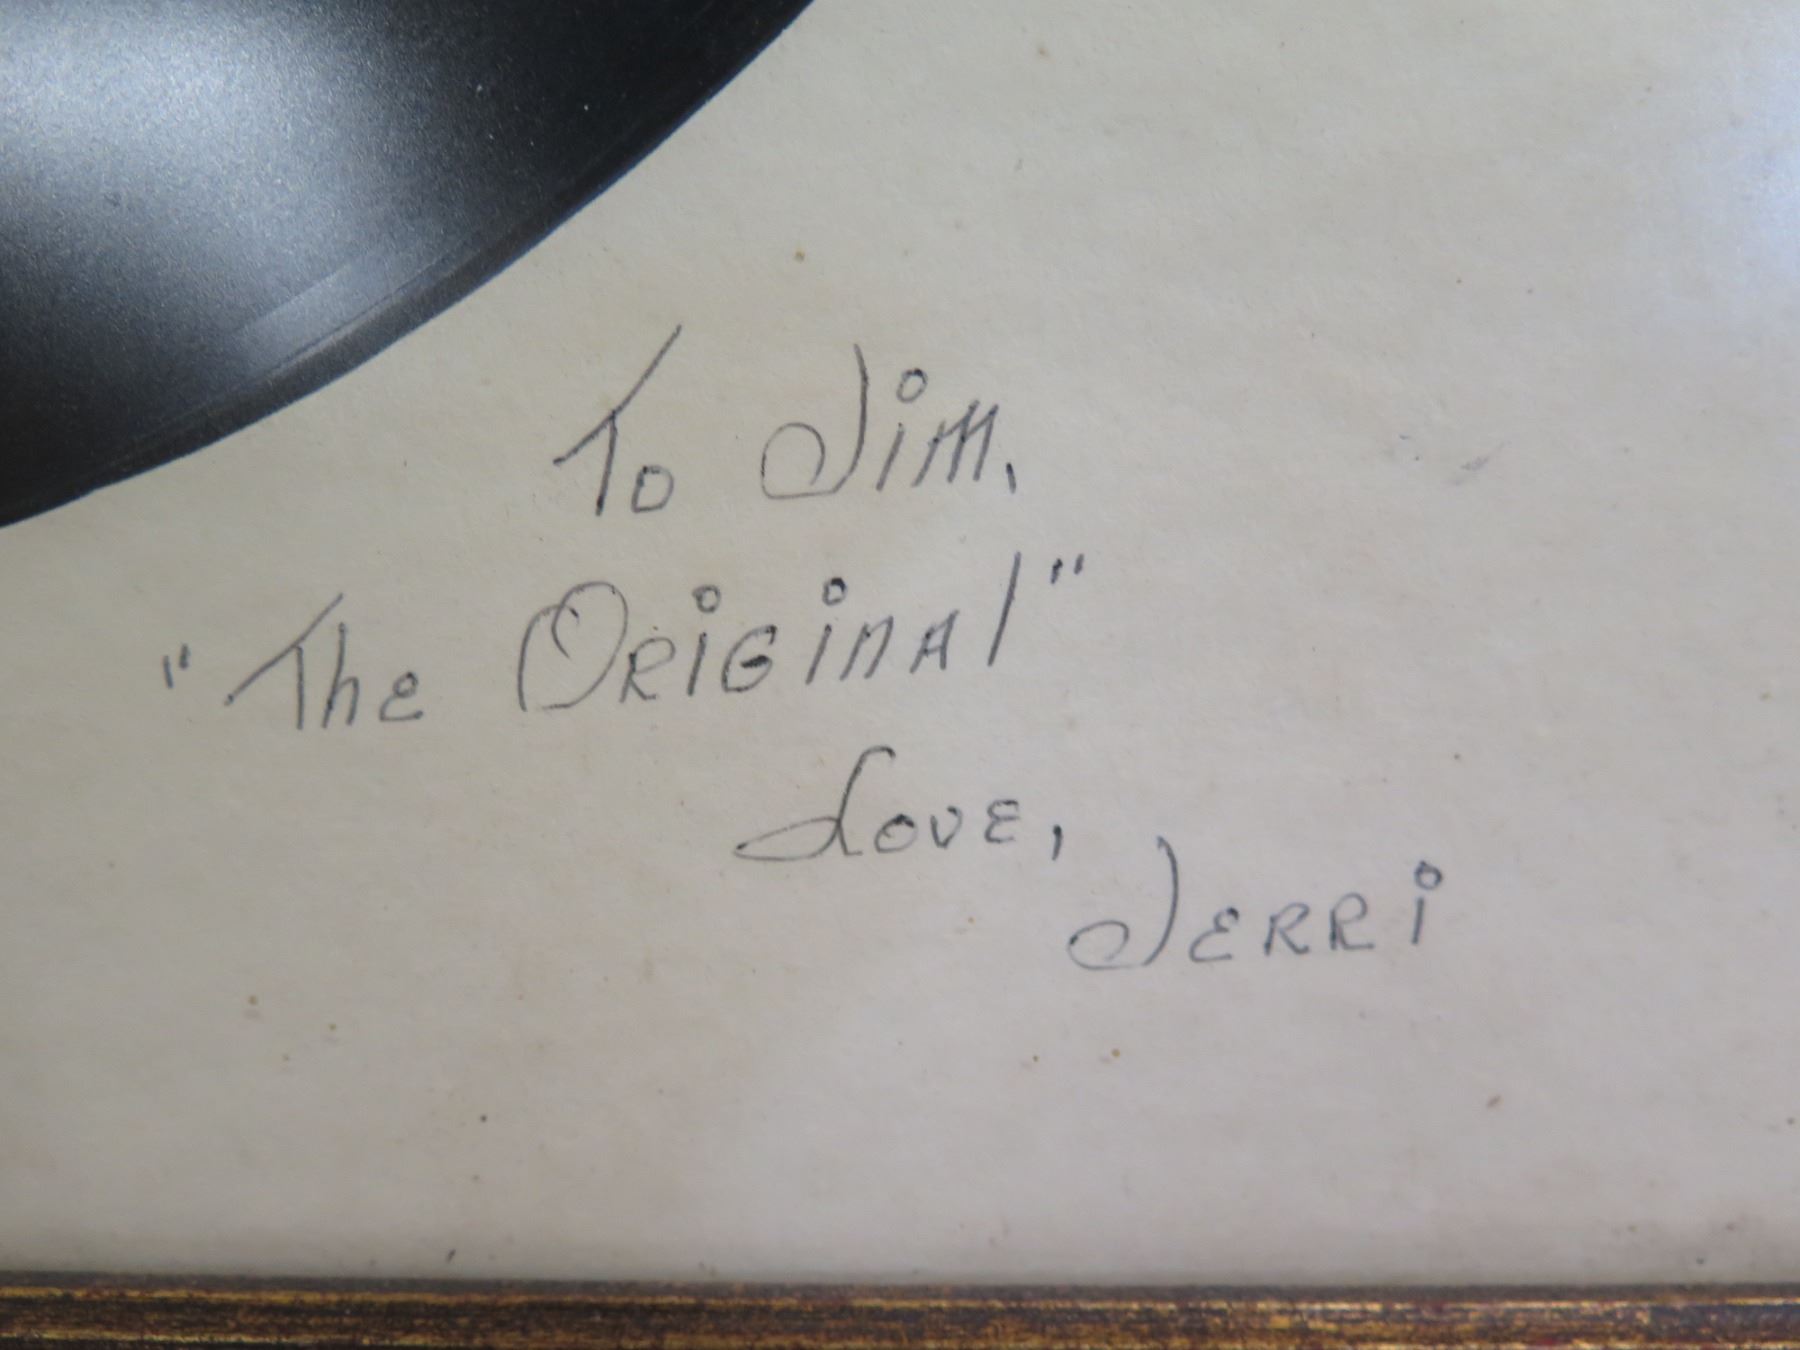 To Jim,
"The Original"
Love,
Jerri